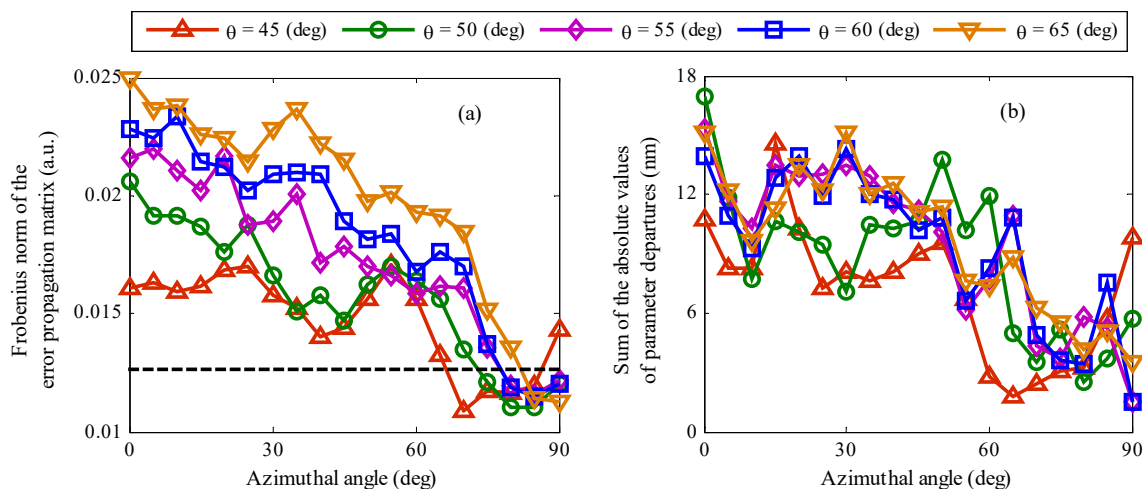 θ = 45 (deg) θ = 50 (deg) θ = 55 (deg) θ = 60 (deg) θ = 65 (deg)
(a)
Frobenius norm of the
error propagation matrix (a.u.)
0.025
0.02
0.015
0.01
0 30 60 90
Azimuthal angle (deg)
(b)
Sum of the absolute values
of parameter departures (nm)
18
12
6
0
0 30 60 90
Azimuthal angle (deg)